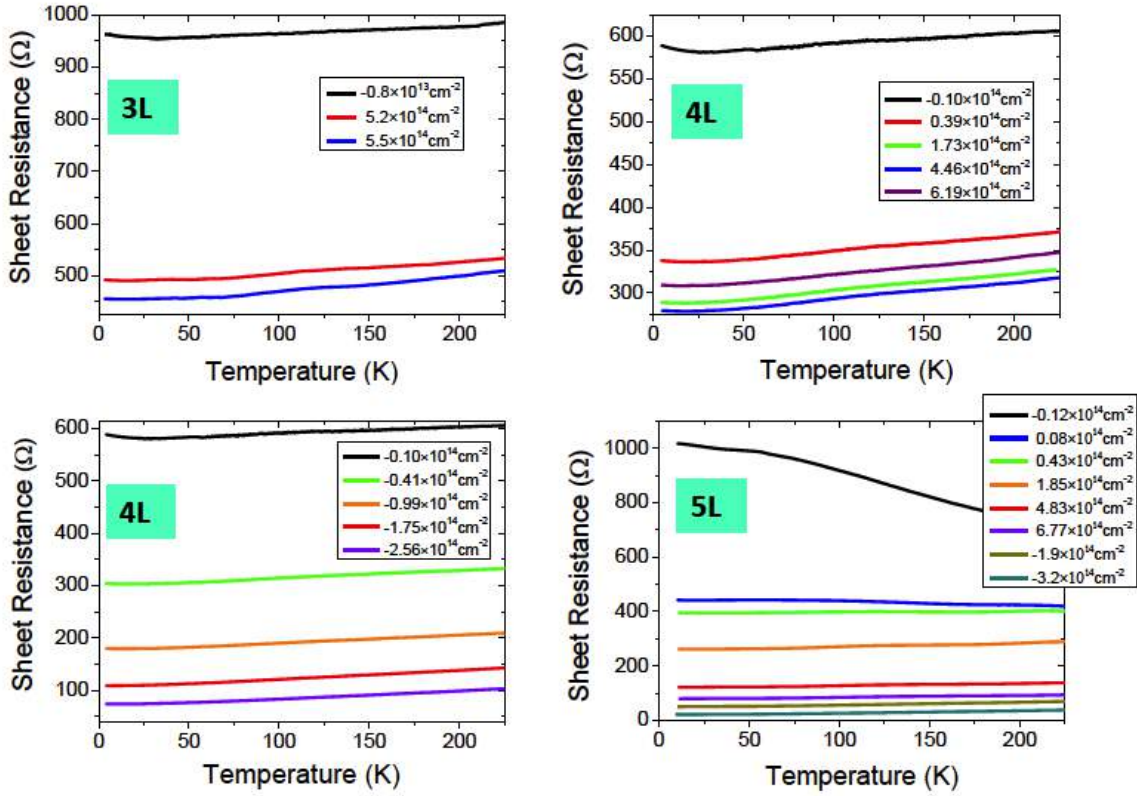 1000
900
800
700
600
500
0 50 100 150 200
Sheet Resistance (Ω)
Temperature (K)
3L
-0.8×10¹³cm⁻²
5.2×10¹⁴cm⁻²
5.5×10¹⁴cm⁻²
600
550
500
450
400
350
300
0 50 100 150 200
Sheet Resistance (Ω)
Temperature (K)
4L
-0.10×10¹⁴cm⁻²
0.39×10¹⁴cm⁻²
1.73×10¹⁴cm⁻²
4.46×10¹⁴cm⁻²
6.19×10¹⁴cm⁻²
600
500
400
300
200
100
0 50 100 150 200
Sheet Resistance (Ω)
Temperature (K)
4L
-0.10×10¹⁴cm⁻²
-0.41×10¹⁴cm⁻²
-0.99×10¹⁴cm⁻²
-1.75×10¹⁴cm⁻²
-2.56×10¹⁴cm⁻²
1000
800
600
400
200
0
0 50 100 150 200
Sheet Resistance (Ω)
Temperature (K)
5L
-0.12×10¹⁴cm⁻²
0.08×10¹⁴cm⁻²
0.43×10¹⁴cm⁻²
1.85×10¹⁴cm⁻²
4.83×10¹⁴cm⁻²
6.77×10¹⁴cm⁻²
-1.9×10¹⁴cm⁻²
-3.2×10¹⁴cm⁻²